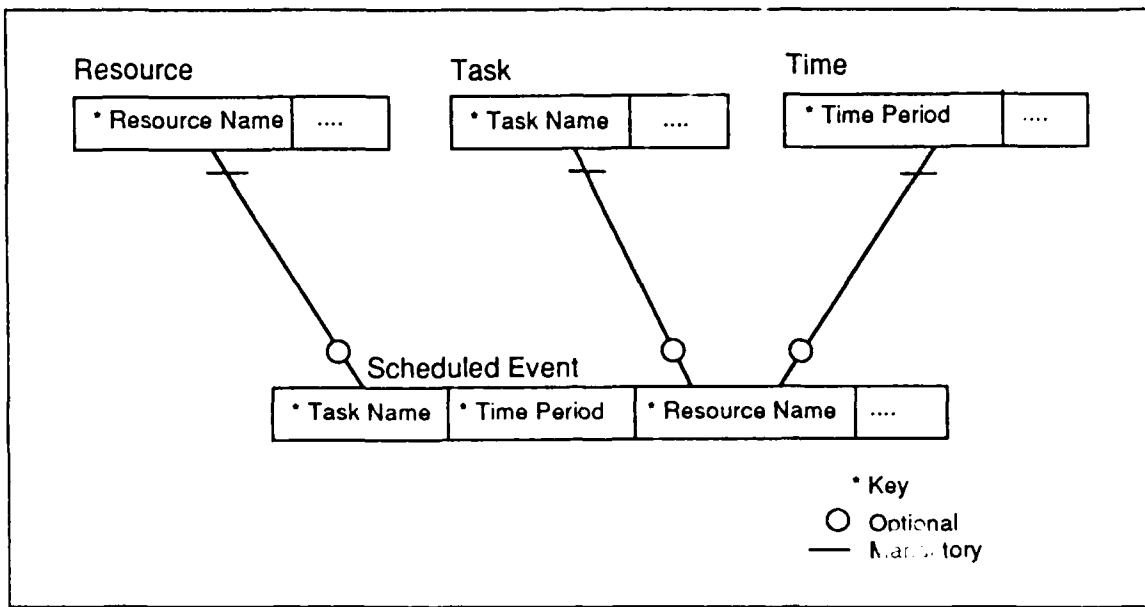 Resource
Task
Time
* Resource Name ....
* Task Name ....
* Time Period ....
Scheduled Event
* Task Name * Time Period * Resource Name ....
* Key
Optional